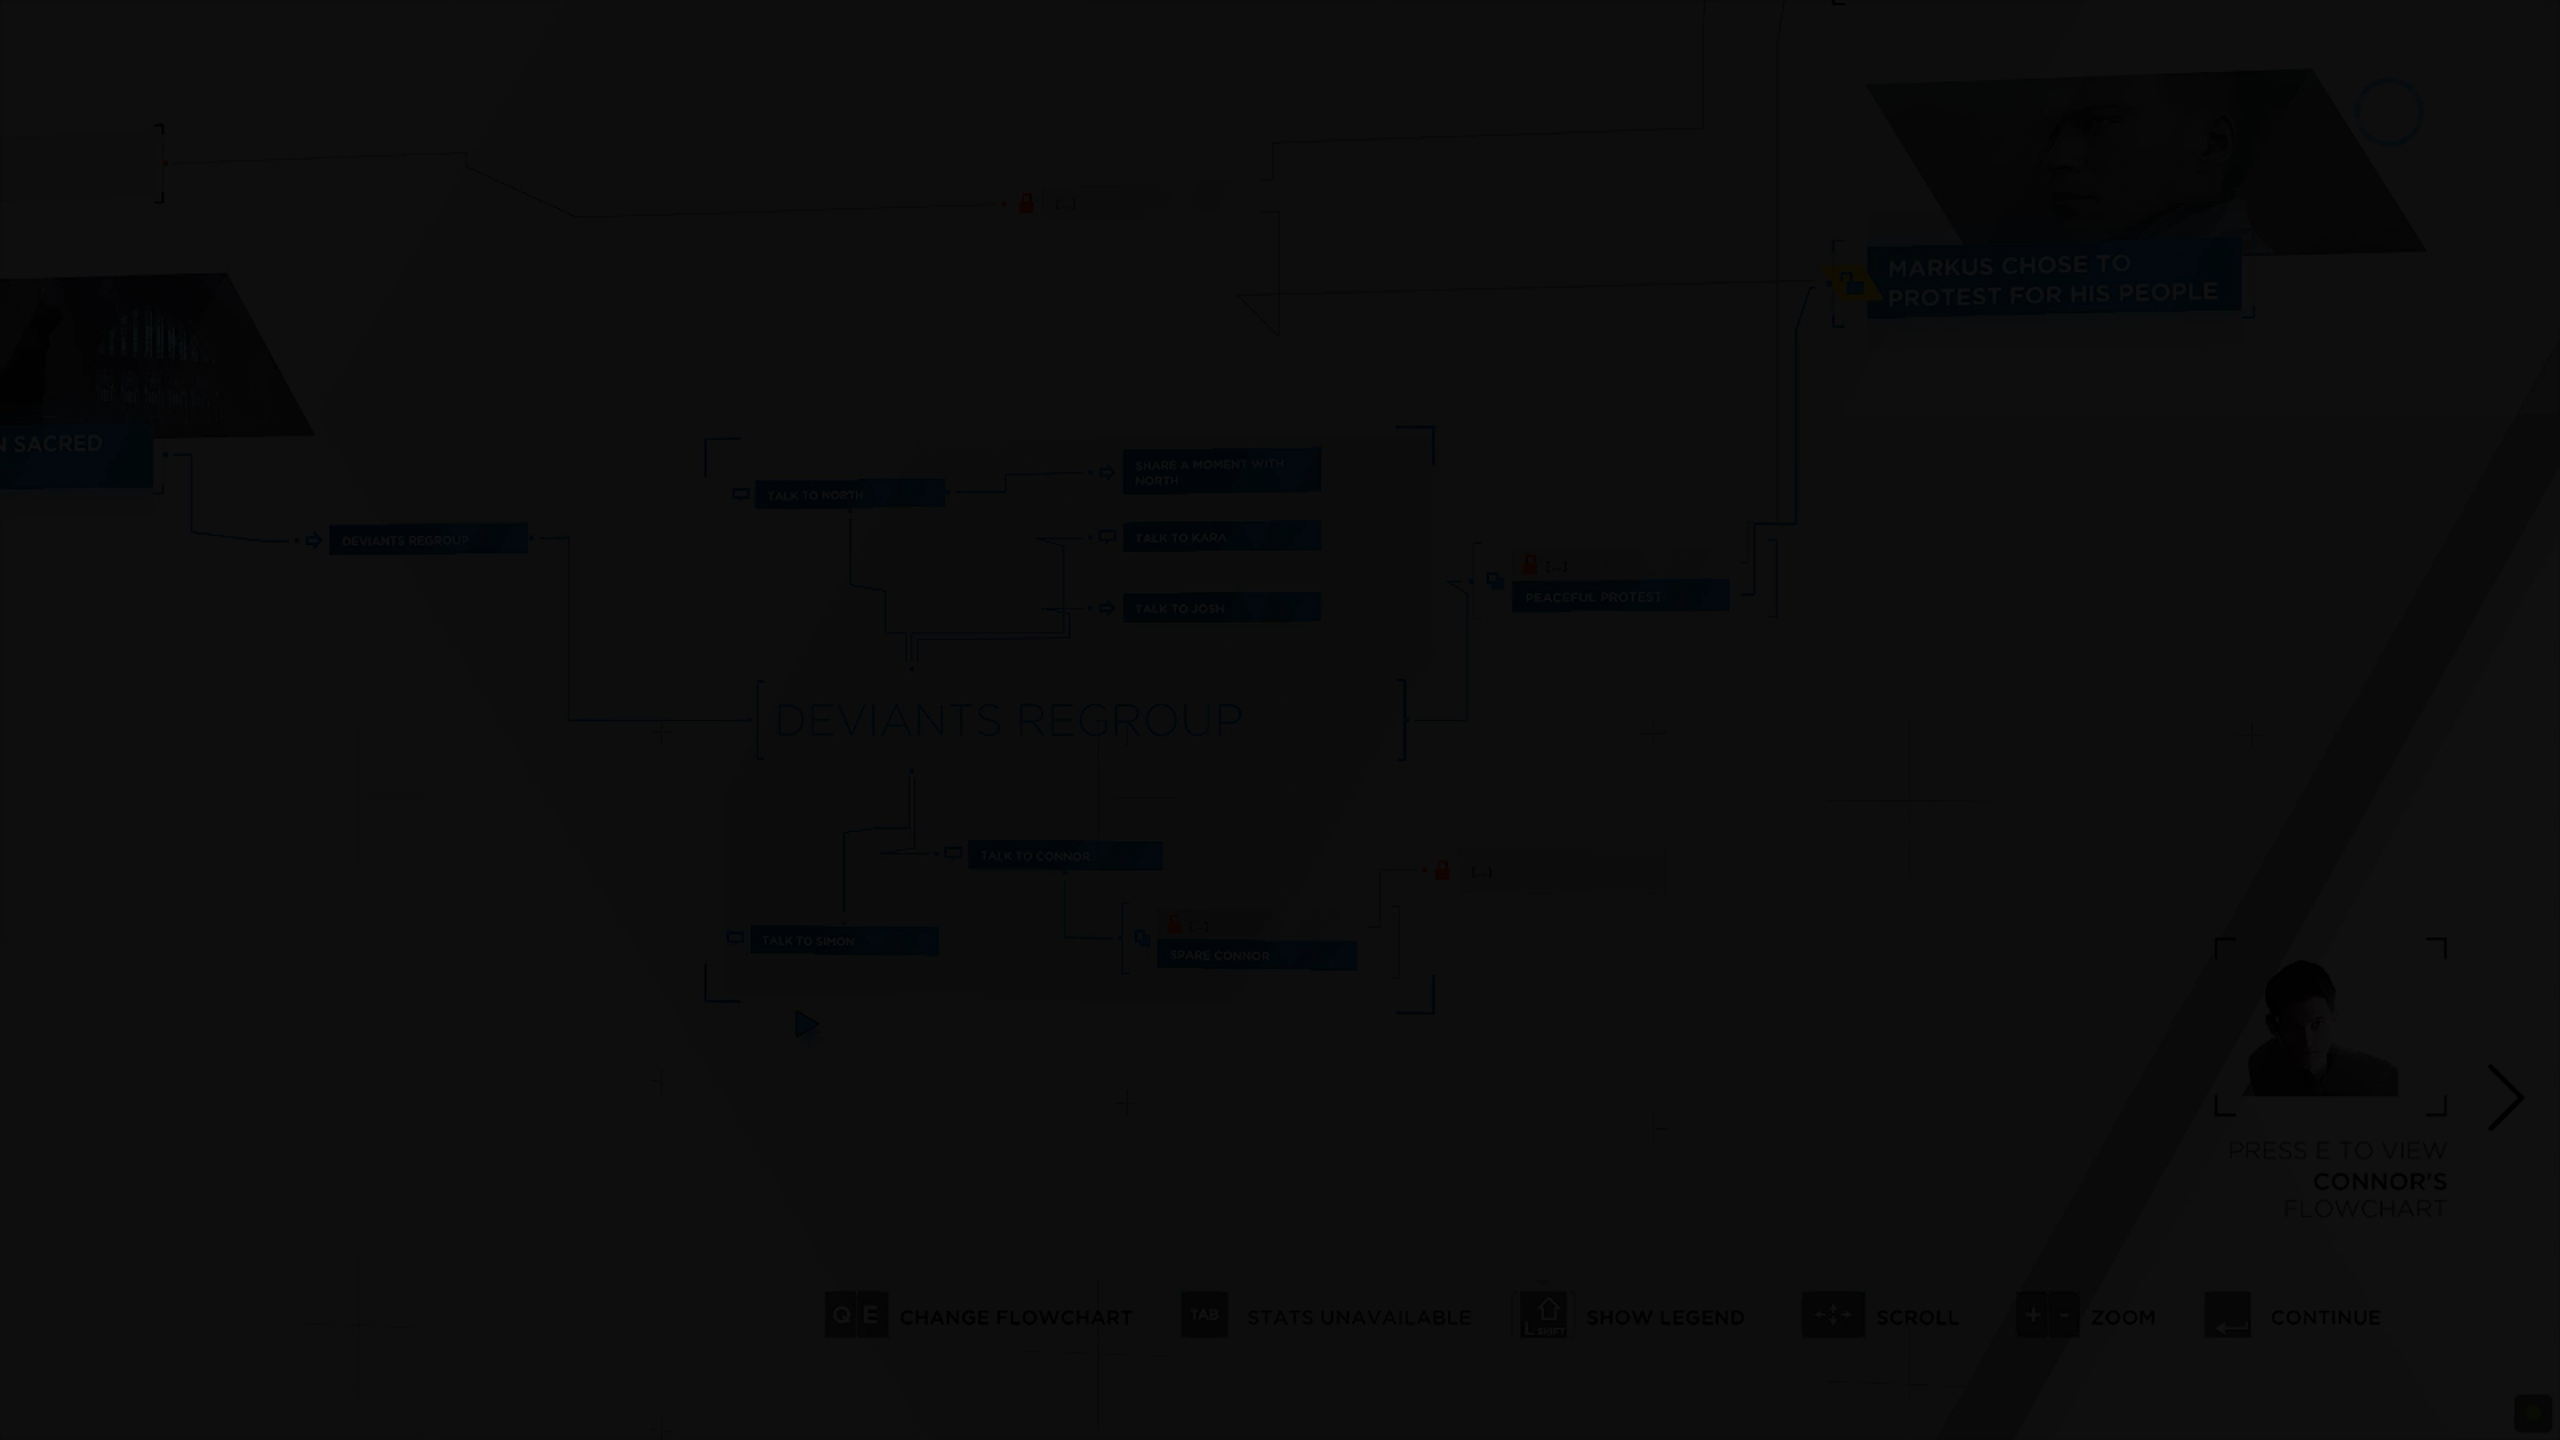 MARKUS CHOSE TO
PROTEST FOR HIS PEOPLE
N SACRED
SHARE A MOMENT WITH
NORTH
TALK TO NORTH
TALK TO KARA
DEVIANTS REGROUP
TALK TO JOSH
PEACEFUL PROTEST
DEVIANTS REGROUP
TALK TO CONNOR
TALK TO SIMON
SPARE CONNOR
PRESS E TO VIEW
CONNOR'S
FLOWCHART
Q E CHANGE FLOWCHART TAB STATS UNAVAILABLE L SHIFT SHOW LEGEND SCROLL + - ZOOM CONTINUE